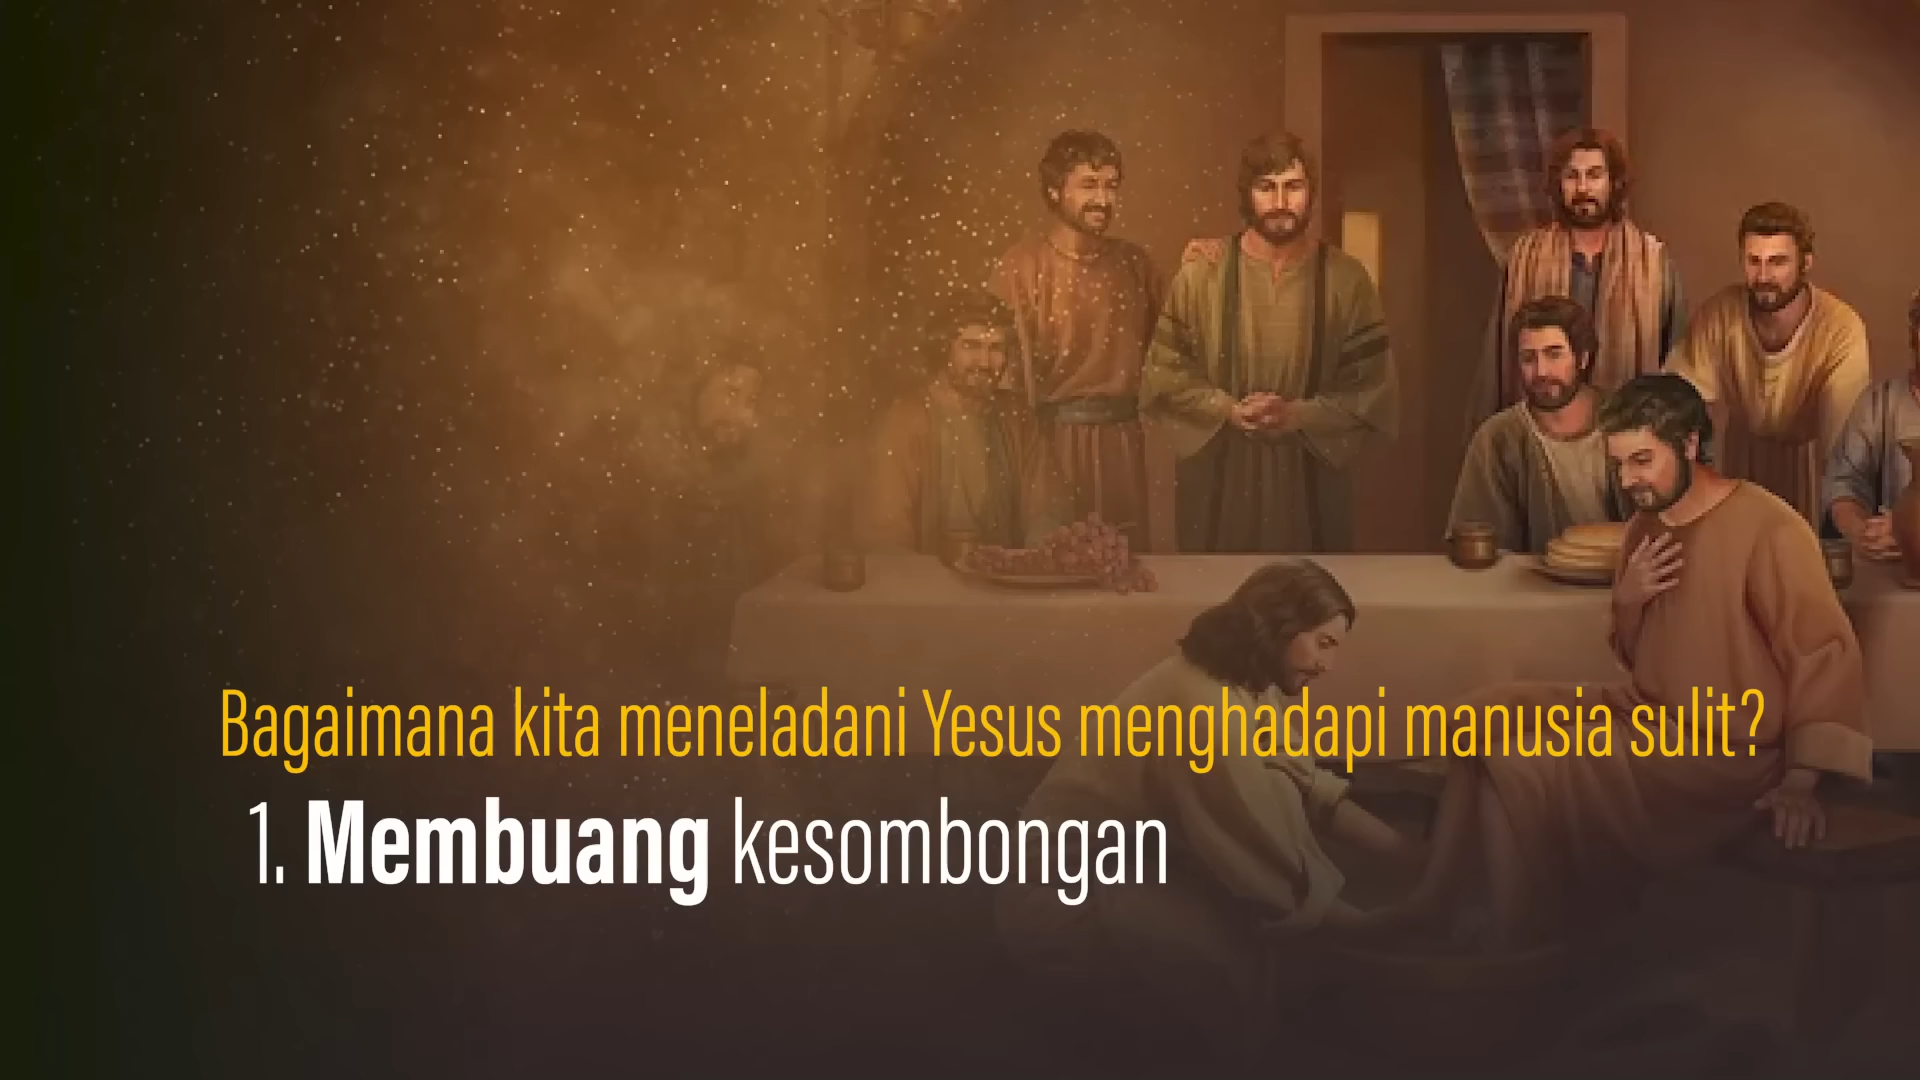 Bagaimana kita meneladani Yesus menghadapi manusia sulit?
1. Membuang kesombongan